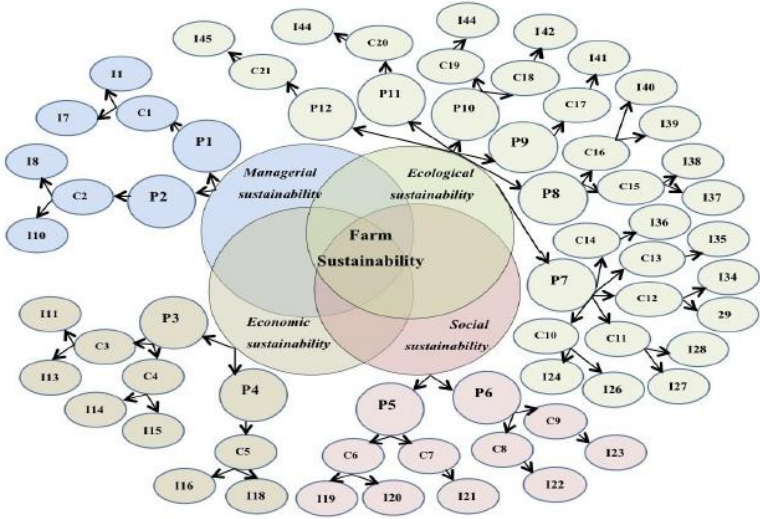 I44
I45
I44
I42
C20
C21
C19
I41
I1
C18
I40
P11
P10
C17
P12
I7
C1
I39
P9
P1
C16
I8
I38
Managerial
sustainability
Ecological
sustainability
C2
P2
P8
C15
I37
I36
Farm
Sustainability
I10
C14
I35
C13
P7
I34
C12
I11
P3
29
Economic
sustainability
Social
sustainability
C10
C11
C3
I28
I13
C4
I24
I26
I27
P4
P5
P6
I14
I15
C9
C5
C6
C7
C8
I23
I16
I18
I19
I20
I21
I22